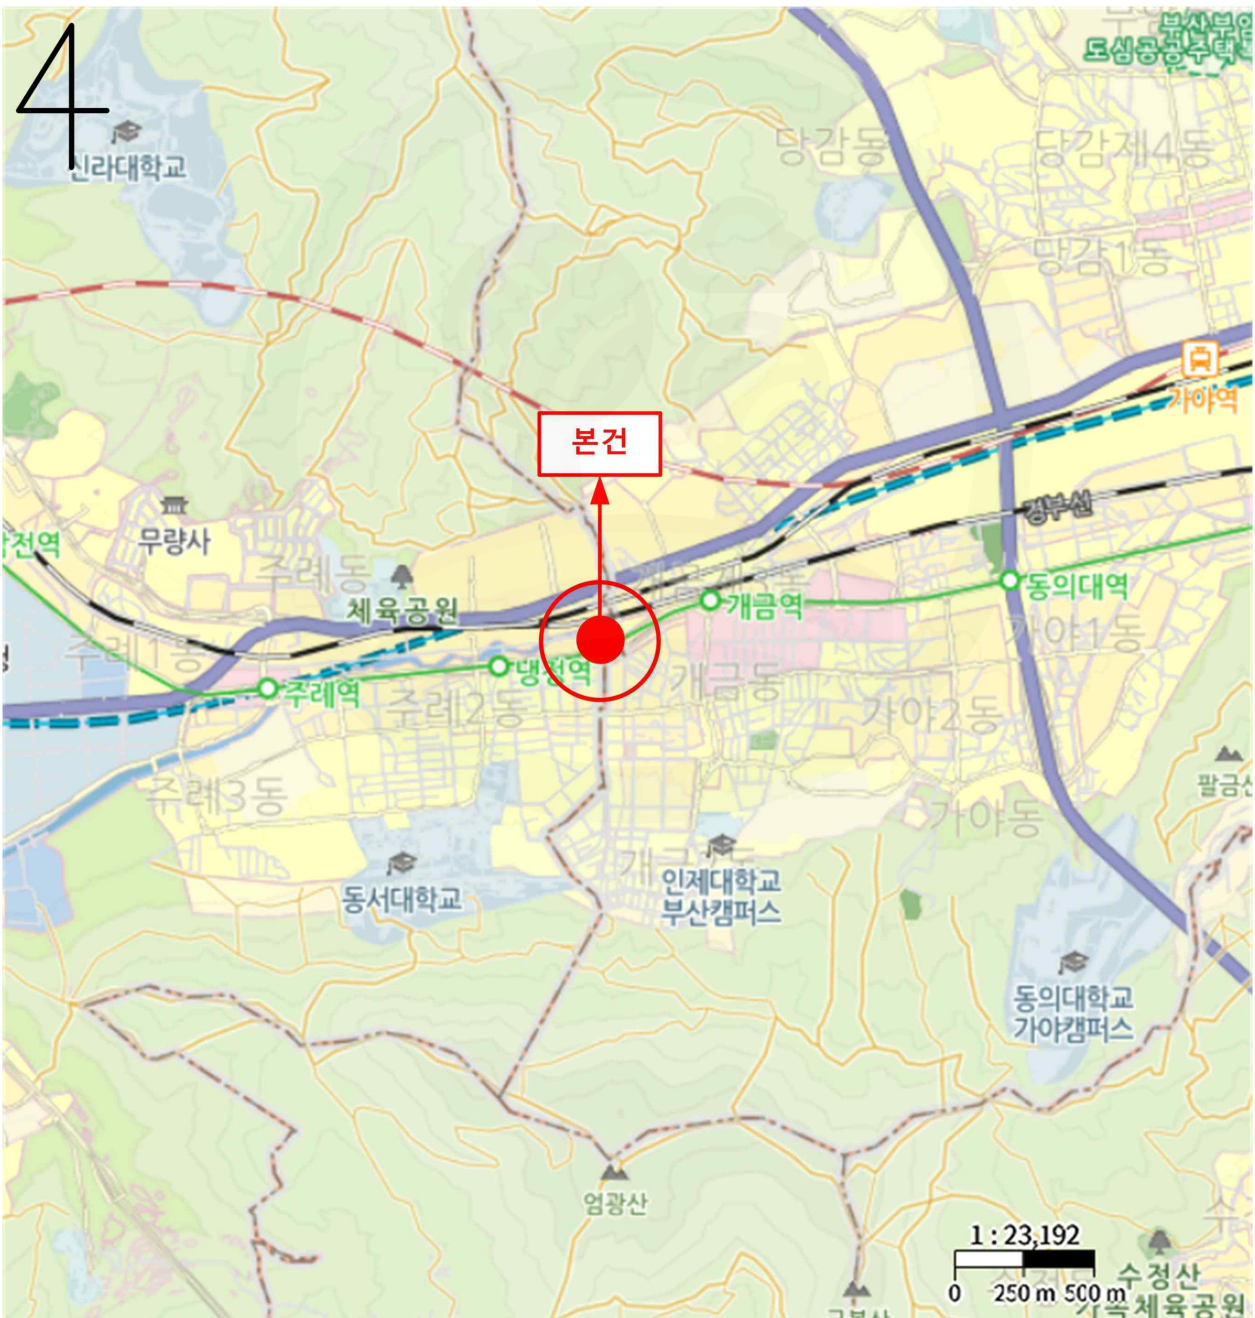 부산부암
도심공공주택
신라대학교
당감동
당감제4동
당감1동
가야역
본건
경부선
무량사
주례동
체육공원
개금역
동의대역
가야1동
주례1동
냉정역
주례역
주례2동
개금동
가야2동
팔금산
주례3동
가야동
동서대학교
인제대학교
부산캠퍼스
동의대학교
가야캠퍼스
엄광산
1 : 23,192
0 250 m 500 m
수정산
가족체육공원